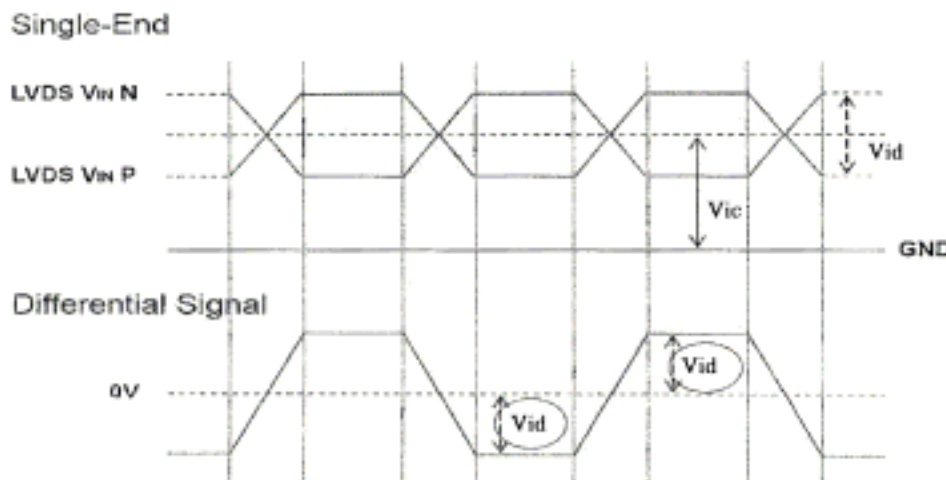 Single-End
LVDS VIN N
Vid
LVDS VIN P
Vic
GND
Differential Signal
Vid
0V
Vid